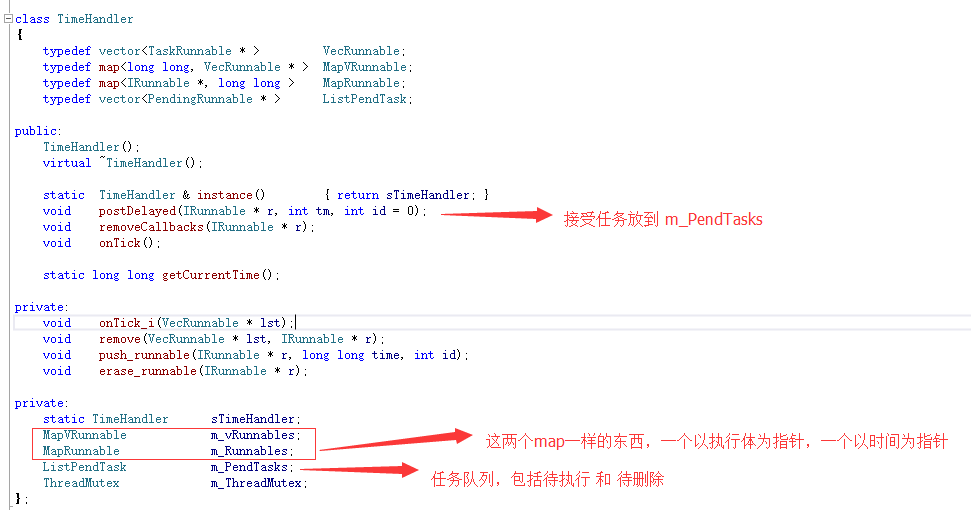 class TimeHandler
{
typedef vector<TaskRunnable * > VecRunnable;
typedef map<long long, VecRunnable * > MapVRunnable;
typedef map<IRunnable *, long long > MapRunnable;
typedef vector<PendingRunnable * > ListPendTask;
public:
TimeHandler();
virtual ~TimeHandler();
static TimeHandler & instance() { return sTimeHandler; }
void postDelayed(IRunnable * r, int tm, int id = 0); 接受任务放到 m_PendTasks
void removeCallbacks(IRunnable * r);
void onTick();
static long long getCurrentTime();
private:
void onTick_i(VecRunnable * lst);
void remove(VecRunnable * lst, IRunnable * r);
void push_runnable(IRunnable * r, long long time, int id);
void erase_runnable(IRunnable * r);
private:
static TimeHandler sTimeHandler;
MapVRunnable m_vRunnables;
这两个map一样的东西，一个以执行体为指针，一个以时间为指针
MapRunnable m_Runnables;
ListPendTask m_PendTasks; 任务队列，包括待执行 和 待删除
ThreadMutex m_ThreadMutex;
};